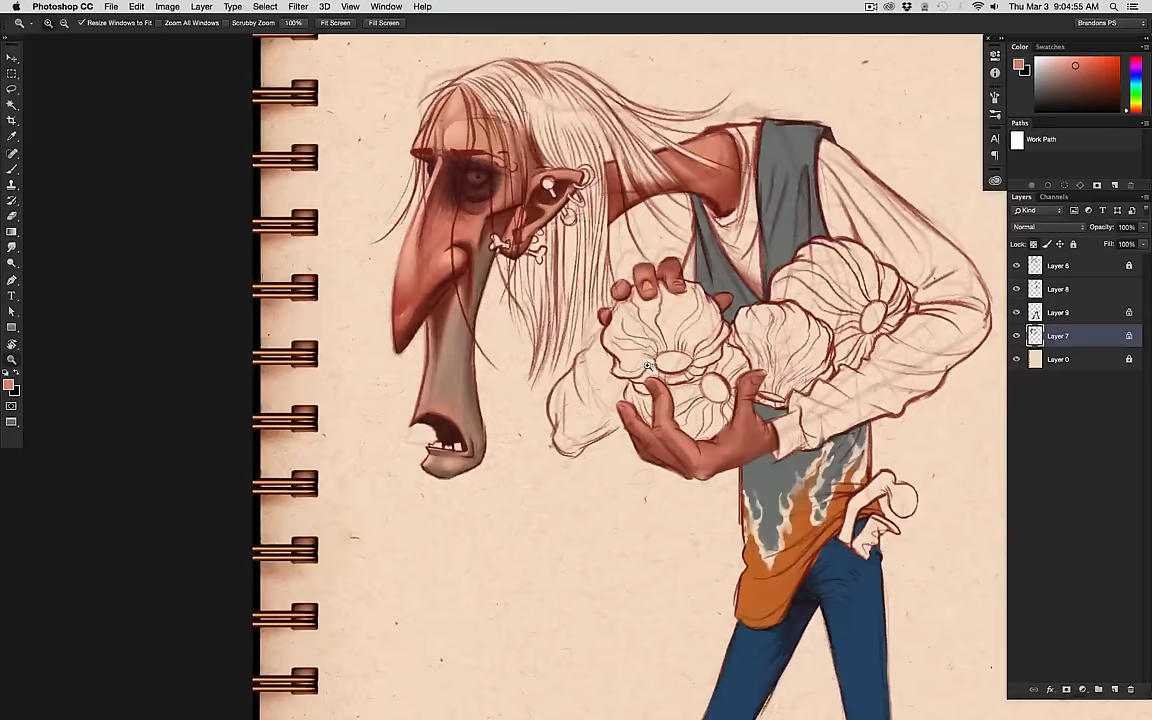 Photoshop CC File Edit Image Layer Type Select Filter 3D View Window Help Thu Mar 3 9:04:55 AM
Resize Windows to Fit Zoom All Windows Scrubby Zoom 100% Fit Screen Fill Screen Brandons PS
Color Swatches
Paths
Work Path
Layers Channels
Kind
Normal Opacity: 100%
Lock: Fill: 100%
Layer 6
Layer 8
Layer 9
Layer 7
Layer 0